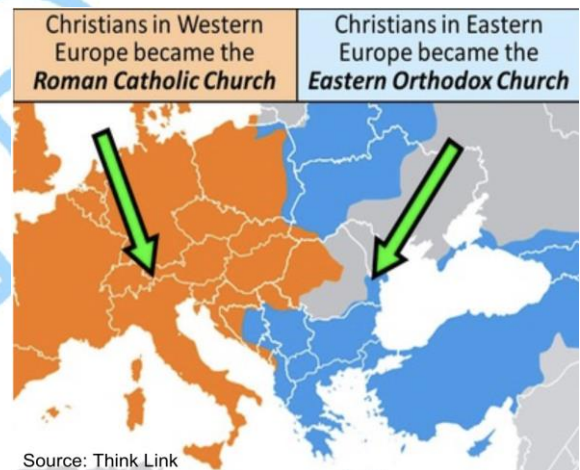 Christians in Western
Europe became the
Roman Catholic Church
Christians in Eastern
Europe became the
Eastern Orthodox Church
Source: Think Link